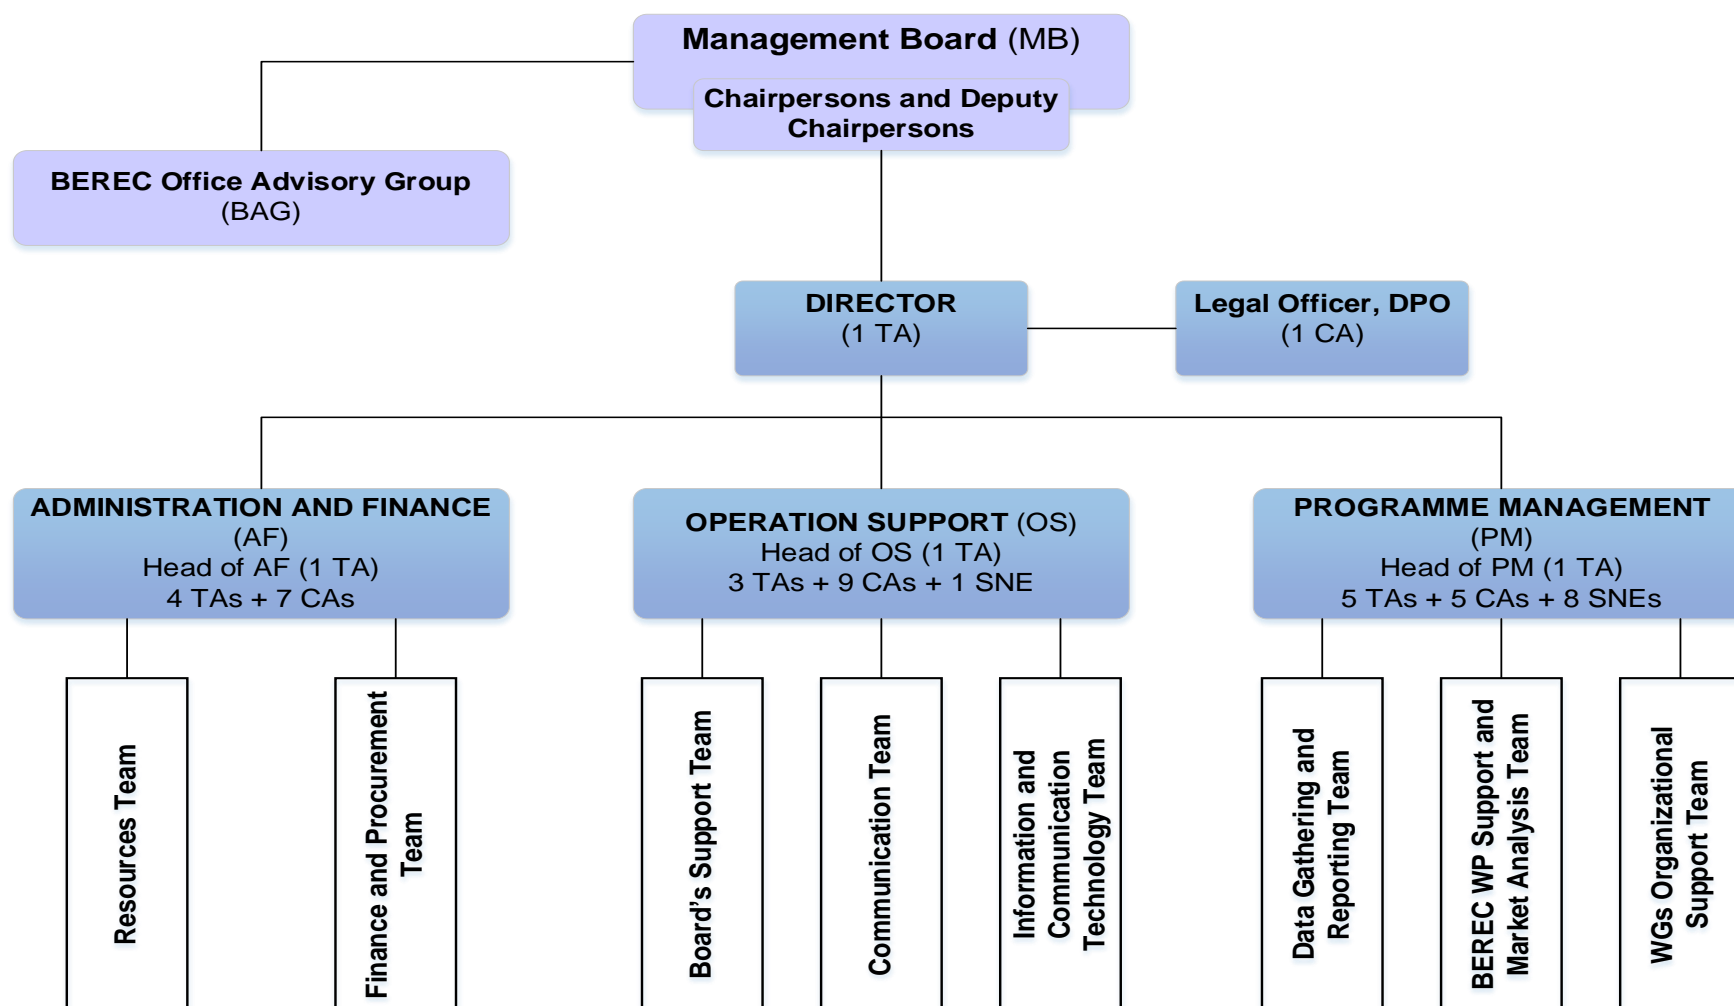 Management Board (MB)
Chairpersons and Deputy
Chairpersons
BEREC Office Advisory Group
(BAG)
DIRECTOR
(1 TA)
Legal Officer, DPO
(1 CA)
ADMINISTRATION AND FINANCE
(AF)
Head of AF (1 TA)
4 TAs + 7 CAs
OPERATION SUPPORT (OS)
Head of OS (1 TA)
3 TAs + 9 CAs + 1 SNE
PROGRAMME MANAGEMENT
(PM)
Head of PM (1 TA)
5 TAs + 5 CAs + 8 SNEs
Resources Team
Finance and Procurement
Team
Board's Support Team
Communication Team
Information and
Communication
Technology Team
Data Gathering and
Reporting Team
BEREC WP Support and
Market Analysis Team
WGs Organizational
Support Team